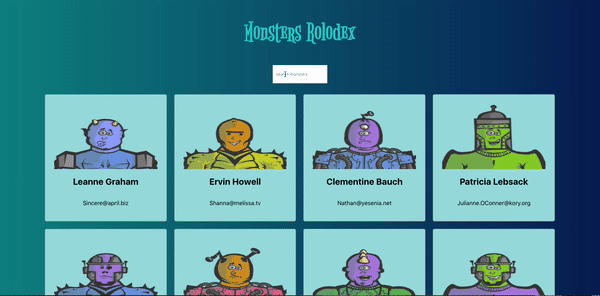 Monsters Rolodex
search monsters
Leanne Graham
Ervin Howell
Clementine Bauch
Patricia Lebsack
Sincere@april.biz
Shanna@melissa.tv
Nathan@yesenia.net
Julianne.OConner@kory.org